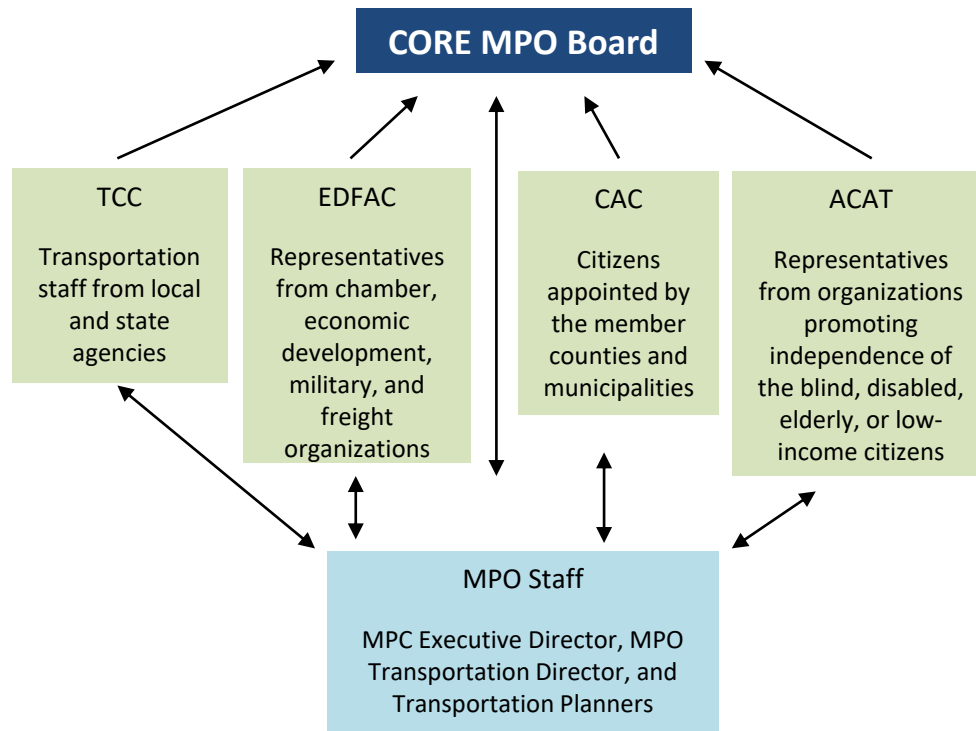 CORE MPO Board
TCC
Transportation
staff from local
and state
agencies
EDFAC
Representatives
from chamber,
economic
development,
military, and
freight
organizations
CAC
Citizens
appointed by
the member
counties and
municipalities
ACAT
Representatives
from organizations
promoting
independence of
the blind, disabled,
elderly, or low-
income citizens
MPO Staff
MPC Executive Director, MPO
Transportation Director, and
Transportation Planners